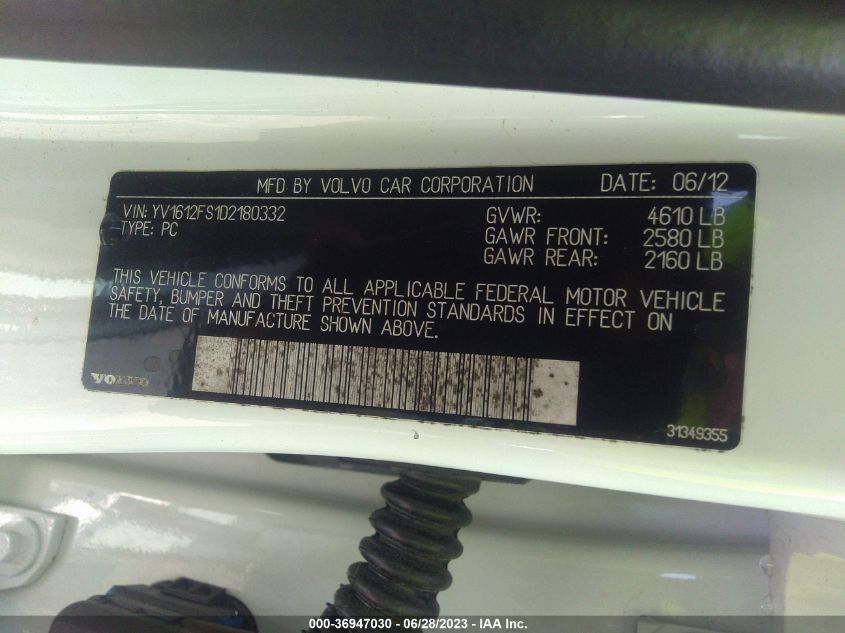 MFD BY VOLVO CAR CORPORATION DATE: 06/12
VIN: YV1612FS1D2180332 GVWR: 4610 LB
TYPE: PC GAWR FRONT: 2580 LB
GAWR REAR: 2160 LB
THIS VEHICLE CONFORMS TO ALL APPLICABLE FEDERAL MOTOR VEHICLE
SAFETY, BUMPER AND THEFT PREVENTION STANDARDS IN EFFECT ON
THE DATE OF MANUFACTURE SHOWN ABOVE.
VOLVO
31349355
000-36947030 - 06/28/2023 - IAA Inc.